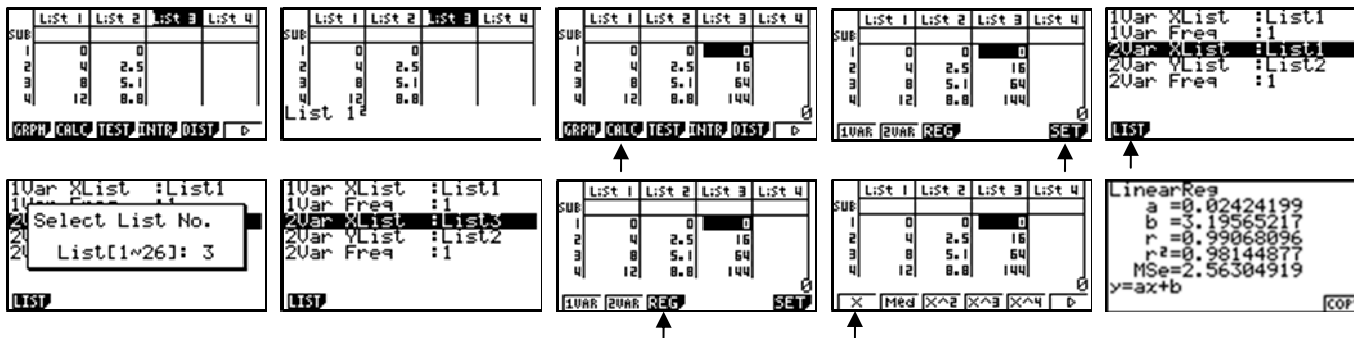 List 1 List 2 List 3 List 4
SUB
1 0 0
2 4 2.5
3 8 5.1
4 12 8.8
GRPH CALC TEST INTR DIST ▷
List 1 List 2 List 3 List 4
SUB
1 0 0
2 4 2.5
3 8 5.1
4 12 8.8
List 1²
List 1 List 2 List 3 List 4
SUB
1 0 0 0
2 4 2.5 16
3 8 5.1 64
4 12 8.8 144
0
GRPH CALC TEST INTR DIST ▷
List 1 List 2 List 3 List 4
SUB
1 0 0 0
2 4 2.5 16
3 8 5.1 64
4 12 8.8 144
0
1VAR 2VAR REG SET
1Var XList :List1
1Var Freq :1
2Var XList :List1
2Var YList :List2
2Var Freq :1
LIST
1Var XList :List1
Select List No.
List[1~26]: 3
LIST
1Var XList :List1
1Var Freq :1
2Var XList :List3
2Var YList :List2
2Var Freq :1
LIST
List 1 List 2 List 3 List 4
SUB
1 0 0 0
2 4 2.5 16
3 8 5.1 64
4 12 8.8 144
0
1VAR 2VAR REG SET
List 1 List 2 List 3 List 4
SUB
1 0 0 0
2 4 2.5 16
3 8 5.1 64
4 12 8.8 144
0
X Med X^2 X^3 X^4 ▷
LinearReg
a =0.02424199
b =3.19565217
r =0.99068096
r²=0.98144877
MSe=2.56304919
y=ax+b
COPY